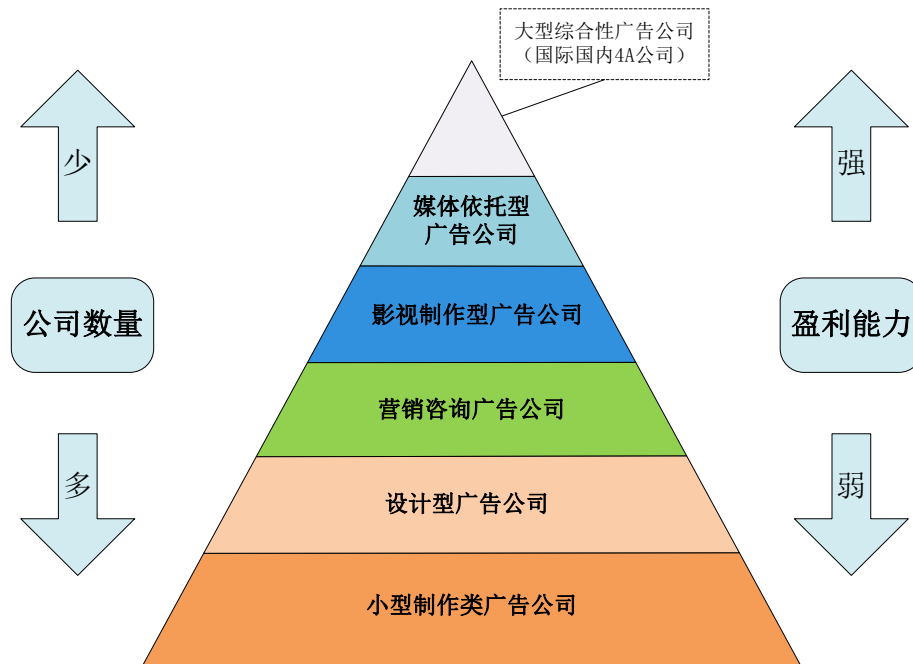 大型综合性广告公司
（国际国内4A公司）
少
强
媒体依托型
广告公司
公司数量
影视制作型广告公司
盈利能力
营销咨询广告公司
多
弱
设计型广告公司
小型制作类广告公司